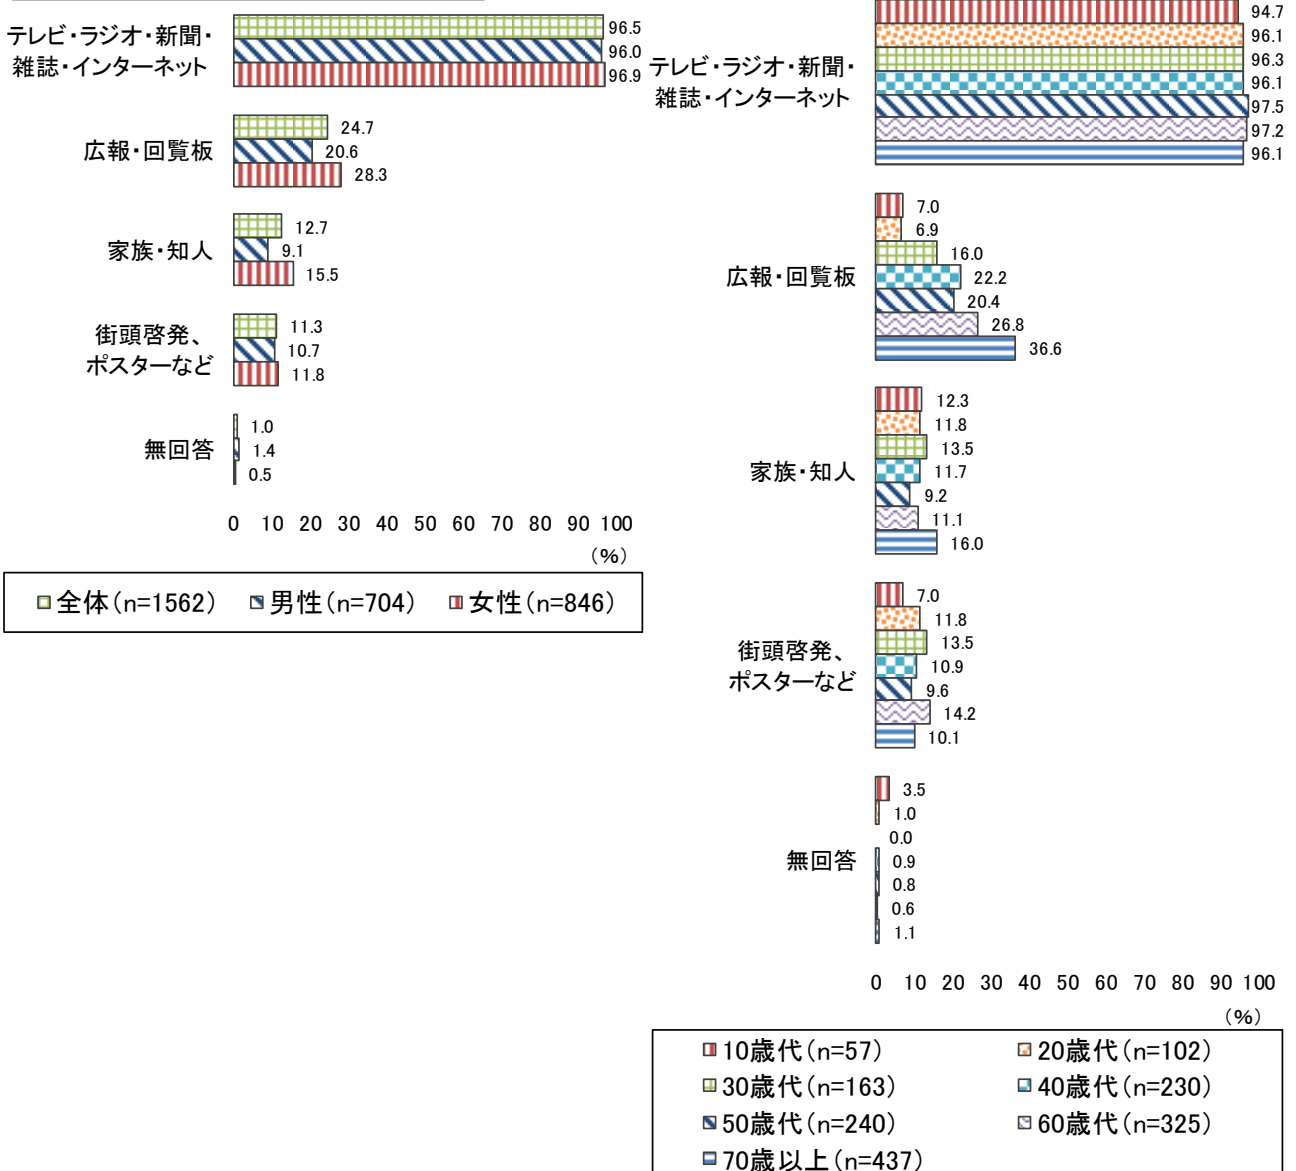 テレビ・ラジオ・新聞・
雑誌・インターネット
96.5
96.0
96.9
広報・回覧板
24.7
20.6
28.3
家族・知人
12.7
9.1
15.5
街頭啓発、
ポスターなど
11.3
10.7
11.8
無回答
1.0
1.4
0.5
0 10 20 30 40 50 60 70 80 90 100
(%)
全体(n=1562) 男性(n=704) 女性(n=846)
テレビ・ラジオ・新聞・
雑誌・インターネット
94.7
96.1
96.3
96.1
97.5
97.2
96.1
広報・回覧板
7.0
6.9
16.0
22.2
20.4
26.8
36.6
家族・知人
12.3
11.8
13.5
11.7
9.2
11.1
16.0
街頭啓発、
ポスターなど
7.0
11.8
13.5
10.9
9.6
14.2
10.1
無回答
3.5
1.0
0.0
0.9
0.8
0.6
1.1
0 10 20 30 40 50 60 70 80 90 100
(%)
10歳代(n=57) 20歳代(n=102)
30歳代(n=163) 40歳代(n=230)
50歳代(n=240) 60歳代(n=325)
70歳以上(n=437)